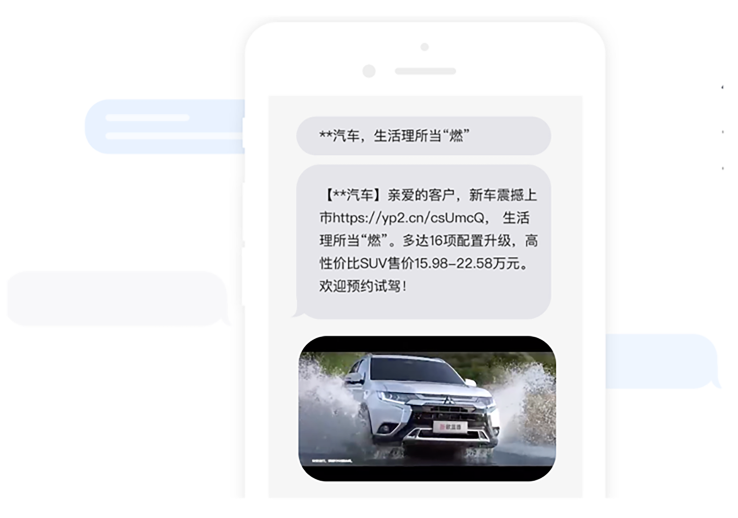 **汽车，生活理所当“燃”
【**汽车】亲爱的客户，新车震撼上
市https://yp2.cn/csUmcQ， 生活
理所当“燃”。多达16项配置升级，高
性价比SUV售价15.98-22.58万元。
欢迎预约试驾！